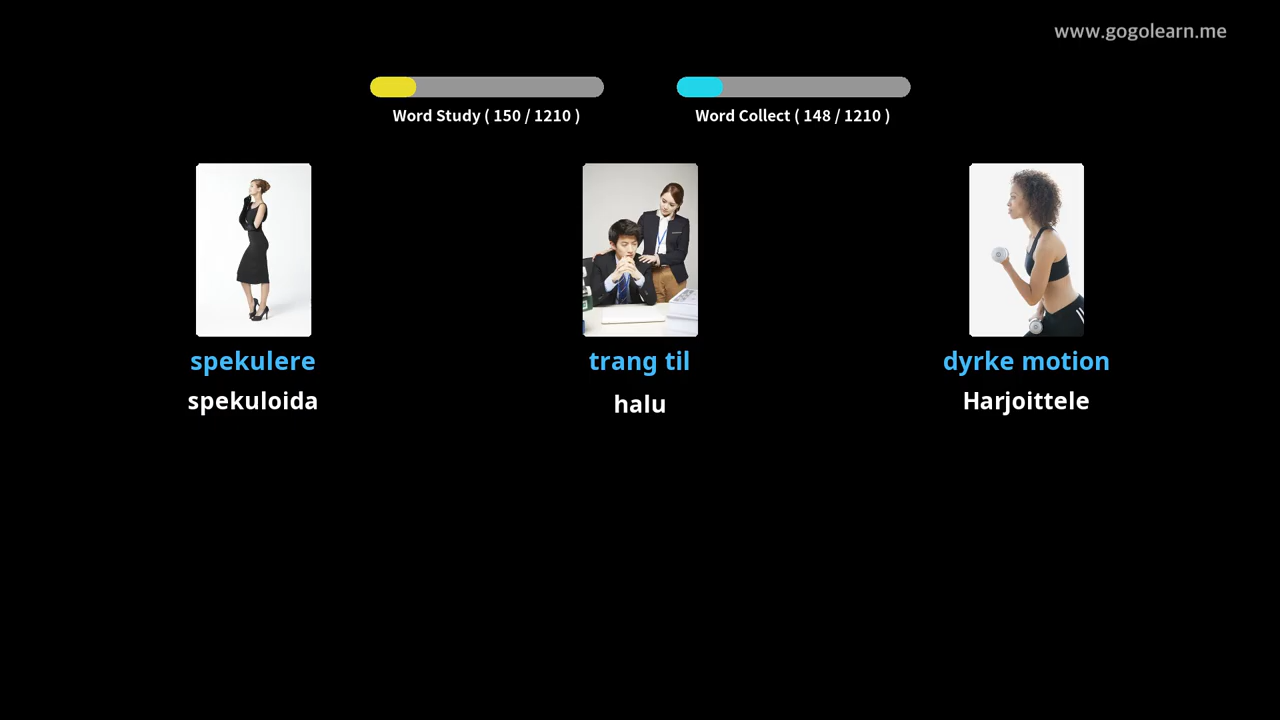 www.gogolearn.me
Word Study ( 150 / 1210 )
Word Collect ( 148 / 1210 )
spekulere
trang til
dyrke motion
spekuloida
halu
Harjoittele